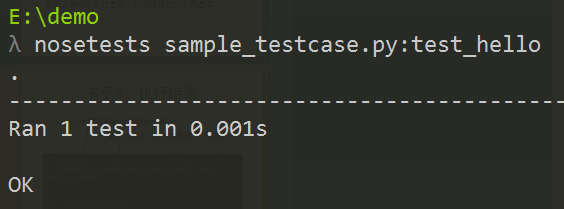 E:\demo
λ nosetests sample_testcase.py:test_hello
.
--------------------------------------------
Ran 1 test in 0.001s
OK